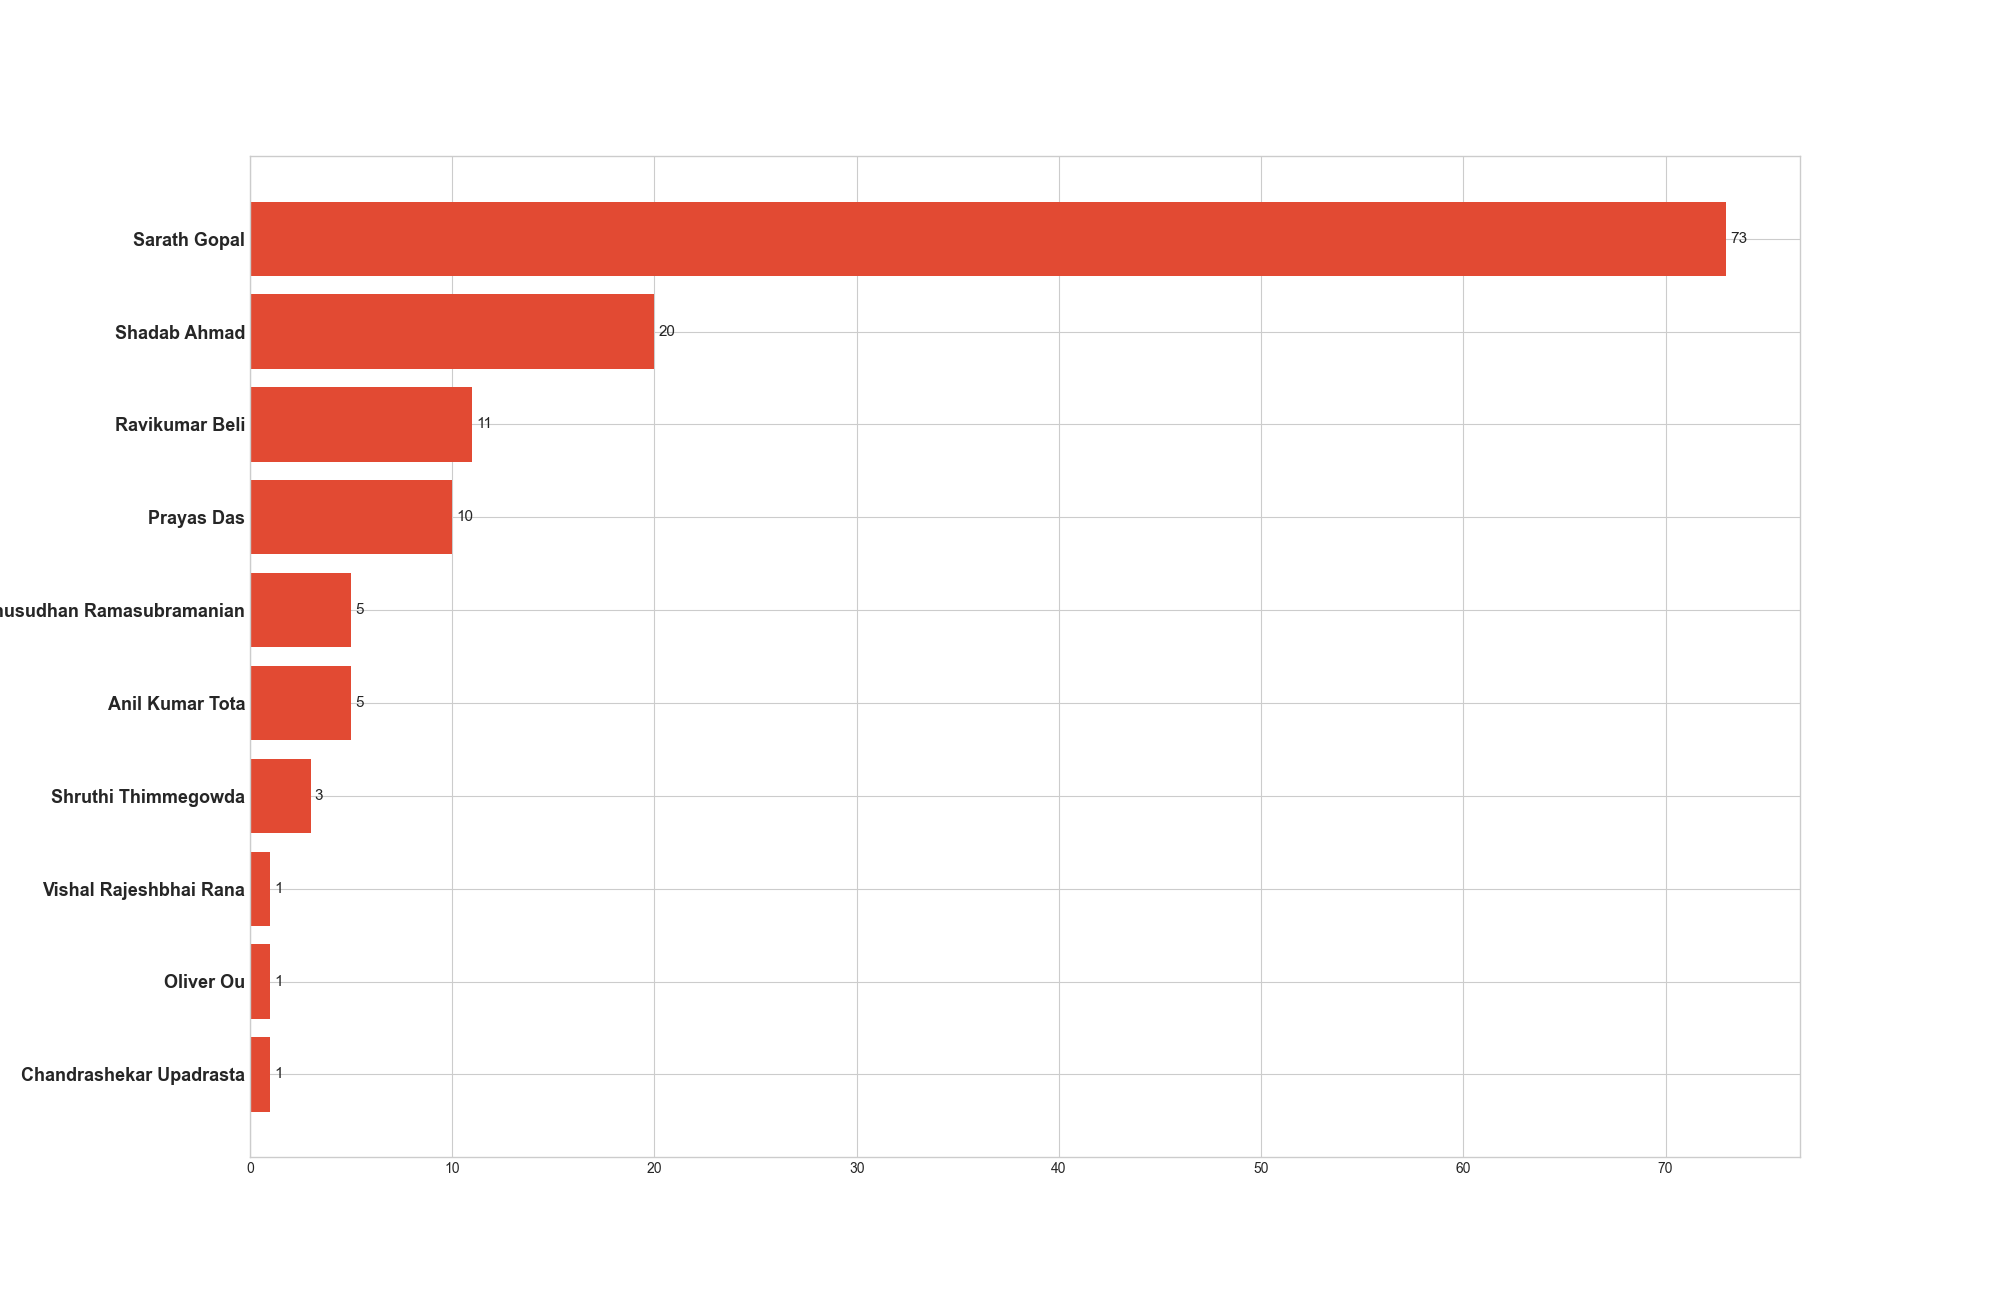 Sarath Gopal 73
Shadab Ahmad 20
Ravikumar Beli 11
Prayas Das 10
Ramasubramanian 5
Anil Kumar Tota 5
Shruthi Thimmegowda 3
Vishal Rajeshbhai Rana 1
Oliver Ou 1
Chandrashekar Upadrasta 1
0 10 20 30 40 50 60 70